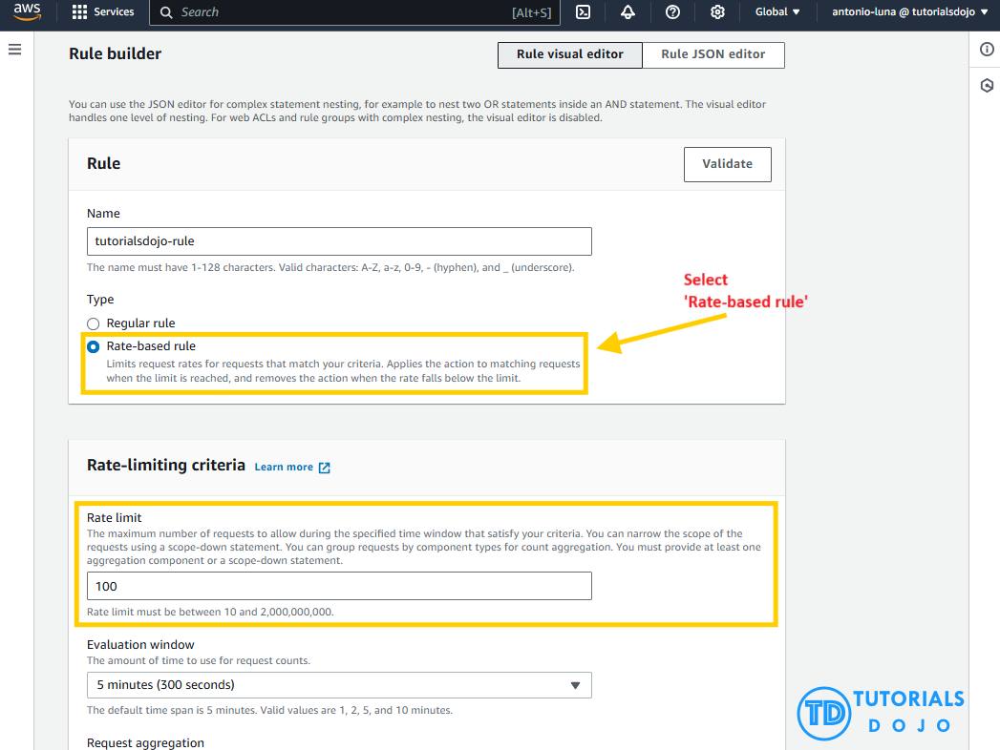 aws
Services
Search
[Alt+S]
Global
antonio-luna @ tutorialsdojo
Rule builder
Rule visual editor
Rule JSON editor
You can use the JSON editor for complex statement nesting, for example to nest two OR statements inside an AND statement. The visual editor
handles one level of nesting. For web ACLs and rule groups with complex nesting, the visual editor is disabled.
Rule
Validate
Name
tutorialsdojo-rule
The name must have 1-128 characters. Valid characters: A-Z, a-z, 0-9, - (hyphen), and _ (underscore).
Select
'Rate-based rule'
Type
Regular rule
Rate-based rule
Limits request rates for requests that match your criteria. Applies the action to matching requests
when the limit is reached, and removes the action when the rate falls below the limit.
Rate-limiting criteria
Learn more
Rate limit
The maximum number of requests to allow during the specified time window that satisfy your criteria. You can narrow the scope of the
requests using a scope-down statement. You can group requests by component types for count aggregation. You must provide at least one
aggregation component or a scope-down statement.
100
Rate limit must be between 10 and 2,000,000,000.
Evaluation window
The amount of time to use for request counts.
5 minutes (300 seconds)
The default time span is 5 minutes. Valid values are 1, 2, 5, and 10 minutes.
Request aggregation
TD
TUTORIALS
DOJO